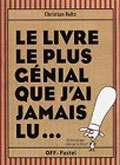 Christian Voltz
LE LIVRE
LE PLUS
GÉNIAL
QUE J'AI
JAMAIS
LU...
OFF. Pastel